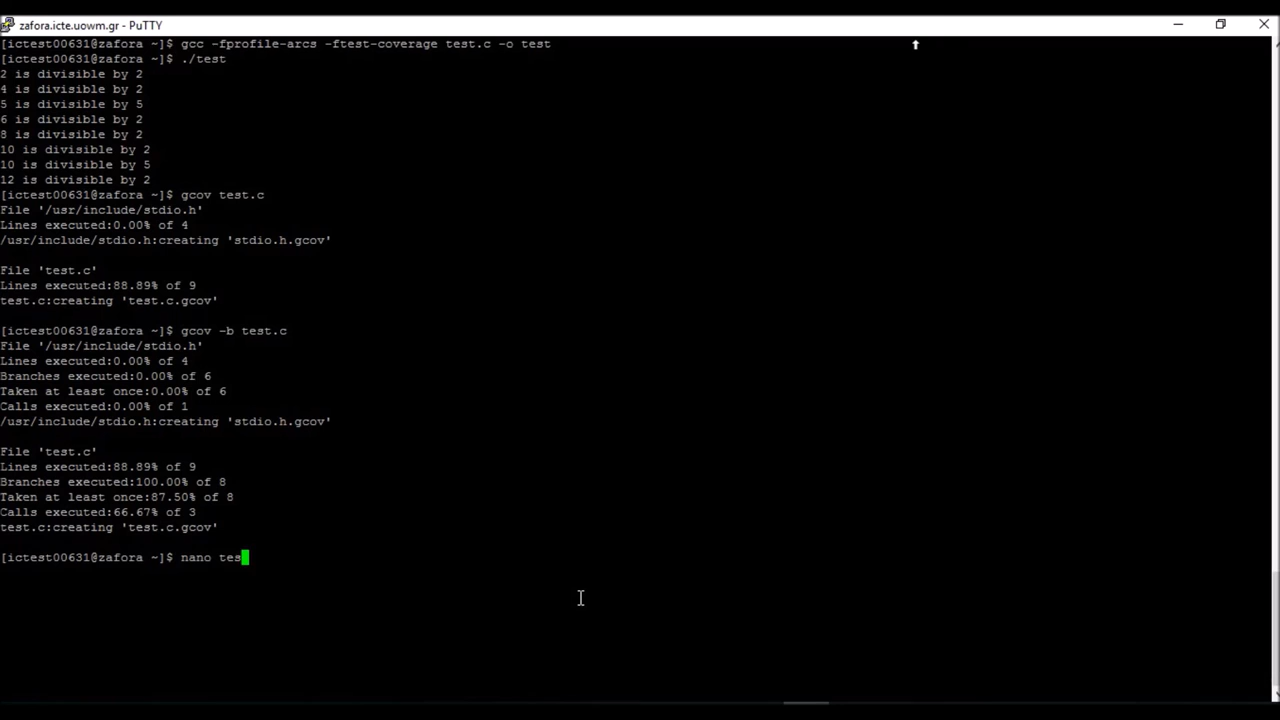 zafora.icte.uowm.gr - PuTTY
[ictest00631@zafora ~]$ gcc -fprofile-arcs -ftest-coverage test.c -o test
[ictest00631@zafora ~]$ ./test
2 is divisible by 2
4 is divisible by 2
5 is divisible by 5
6 is divisible by 2
8 is divisible by 2
10 is divisible by 2
10 is divisible by 5
12 is divisible by 2
[ictest00631@zafora ~]$ gcov test.c
File '/usr/include/stdio.h'
Lines executed:0.00% of 4
/usr/include/stdio.h:creating 'stdio.h.gcov'
File 'test.c'
Lines executed:88.89% of 9
test.c:creating 'test.c.gcov'
[ictest00631@zafora ~]$ gcov -b test.c
File '/usr/include/stdio.h'
Lines executed:0.00% of 4
Branches executed:0.00% of 6
Taken at least once:0.00% of 6
Calls executed:0.00% of 1
/usr/include/stdio.h:creating 'stdio.h.gcov'
File 'test.c'
Lines executed:88.89% of 9
Branches executed:100.00% of 8
Taken at least once:87.50% of 8
Calls executed:66.67% of 3
test.c:creating 'test.c.gcov'
[ictest00631@zafora ~]$ nano tes